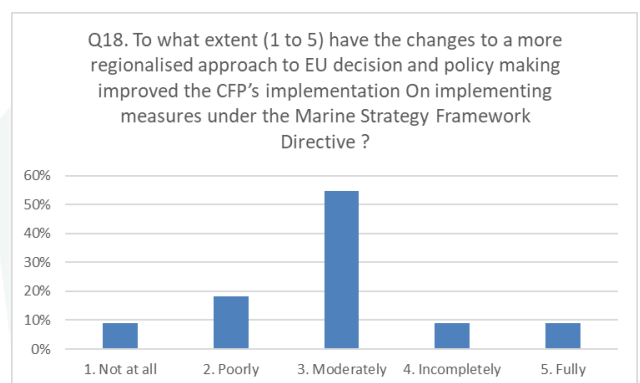 Q18. To what extent (1 to 5) have the changes to a more
regionalised approach to EU decision and policy making
improved the CFP's implementation On implementing
measures under the Marine Strategy Framework
Directive ?
60%
50%
40%
30%
20%
10%
0%
1. Not at all 2. Poorly 3. Moderately 4. Incompletely 5. Fully